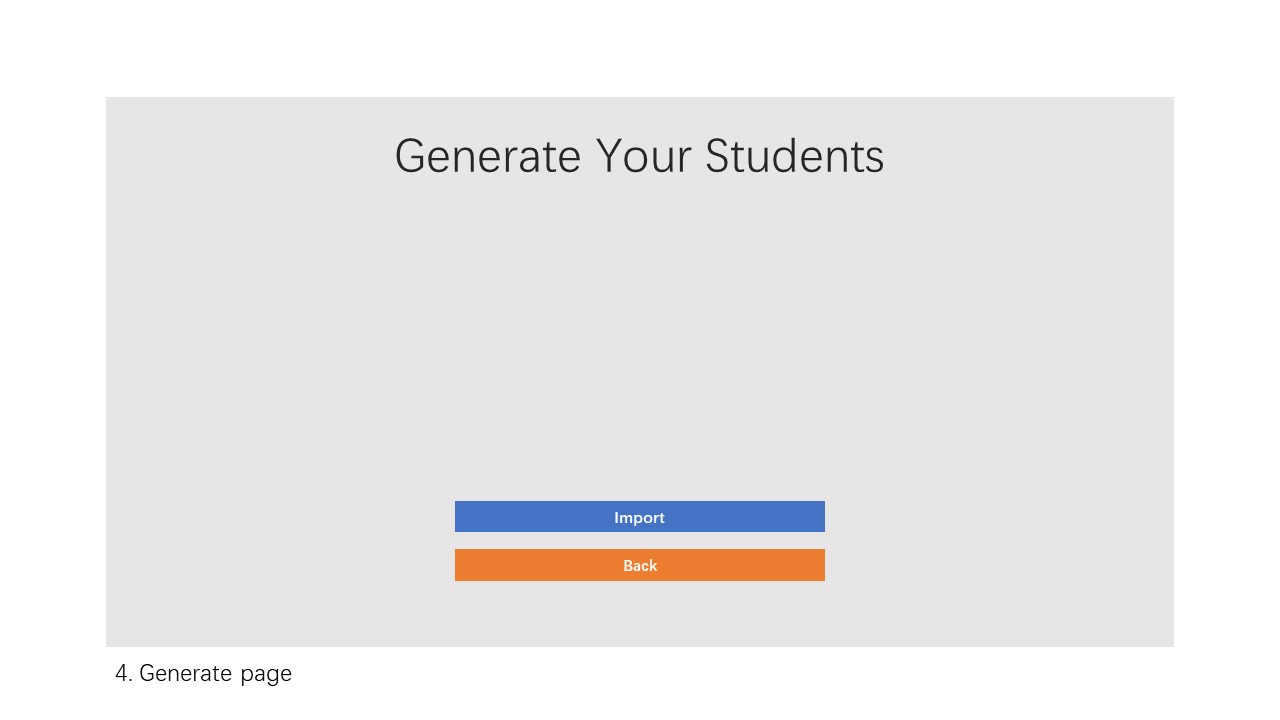 Generate Your Students
Import
Back
4. Generate page